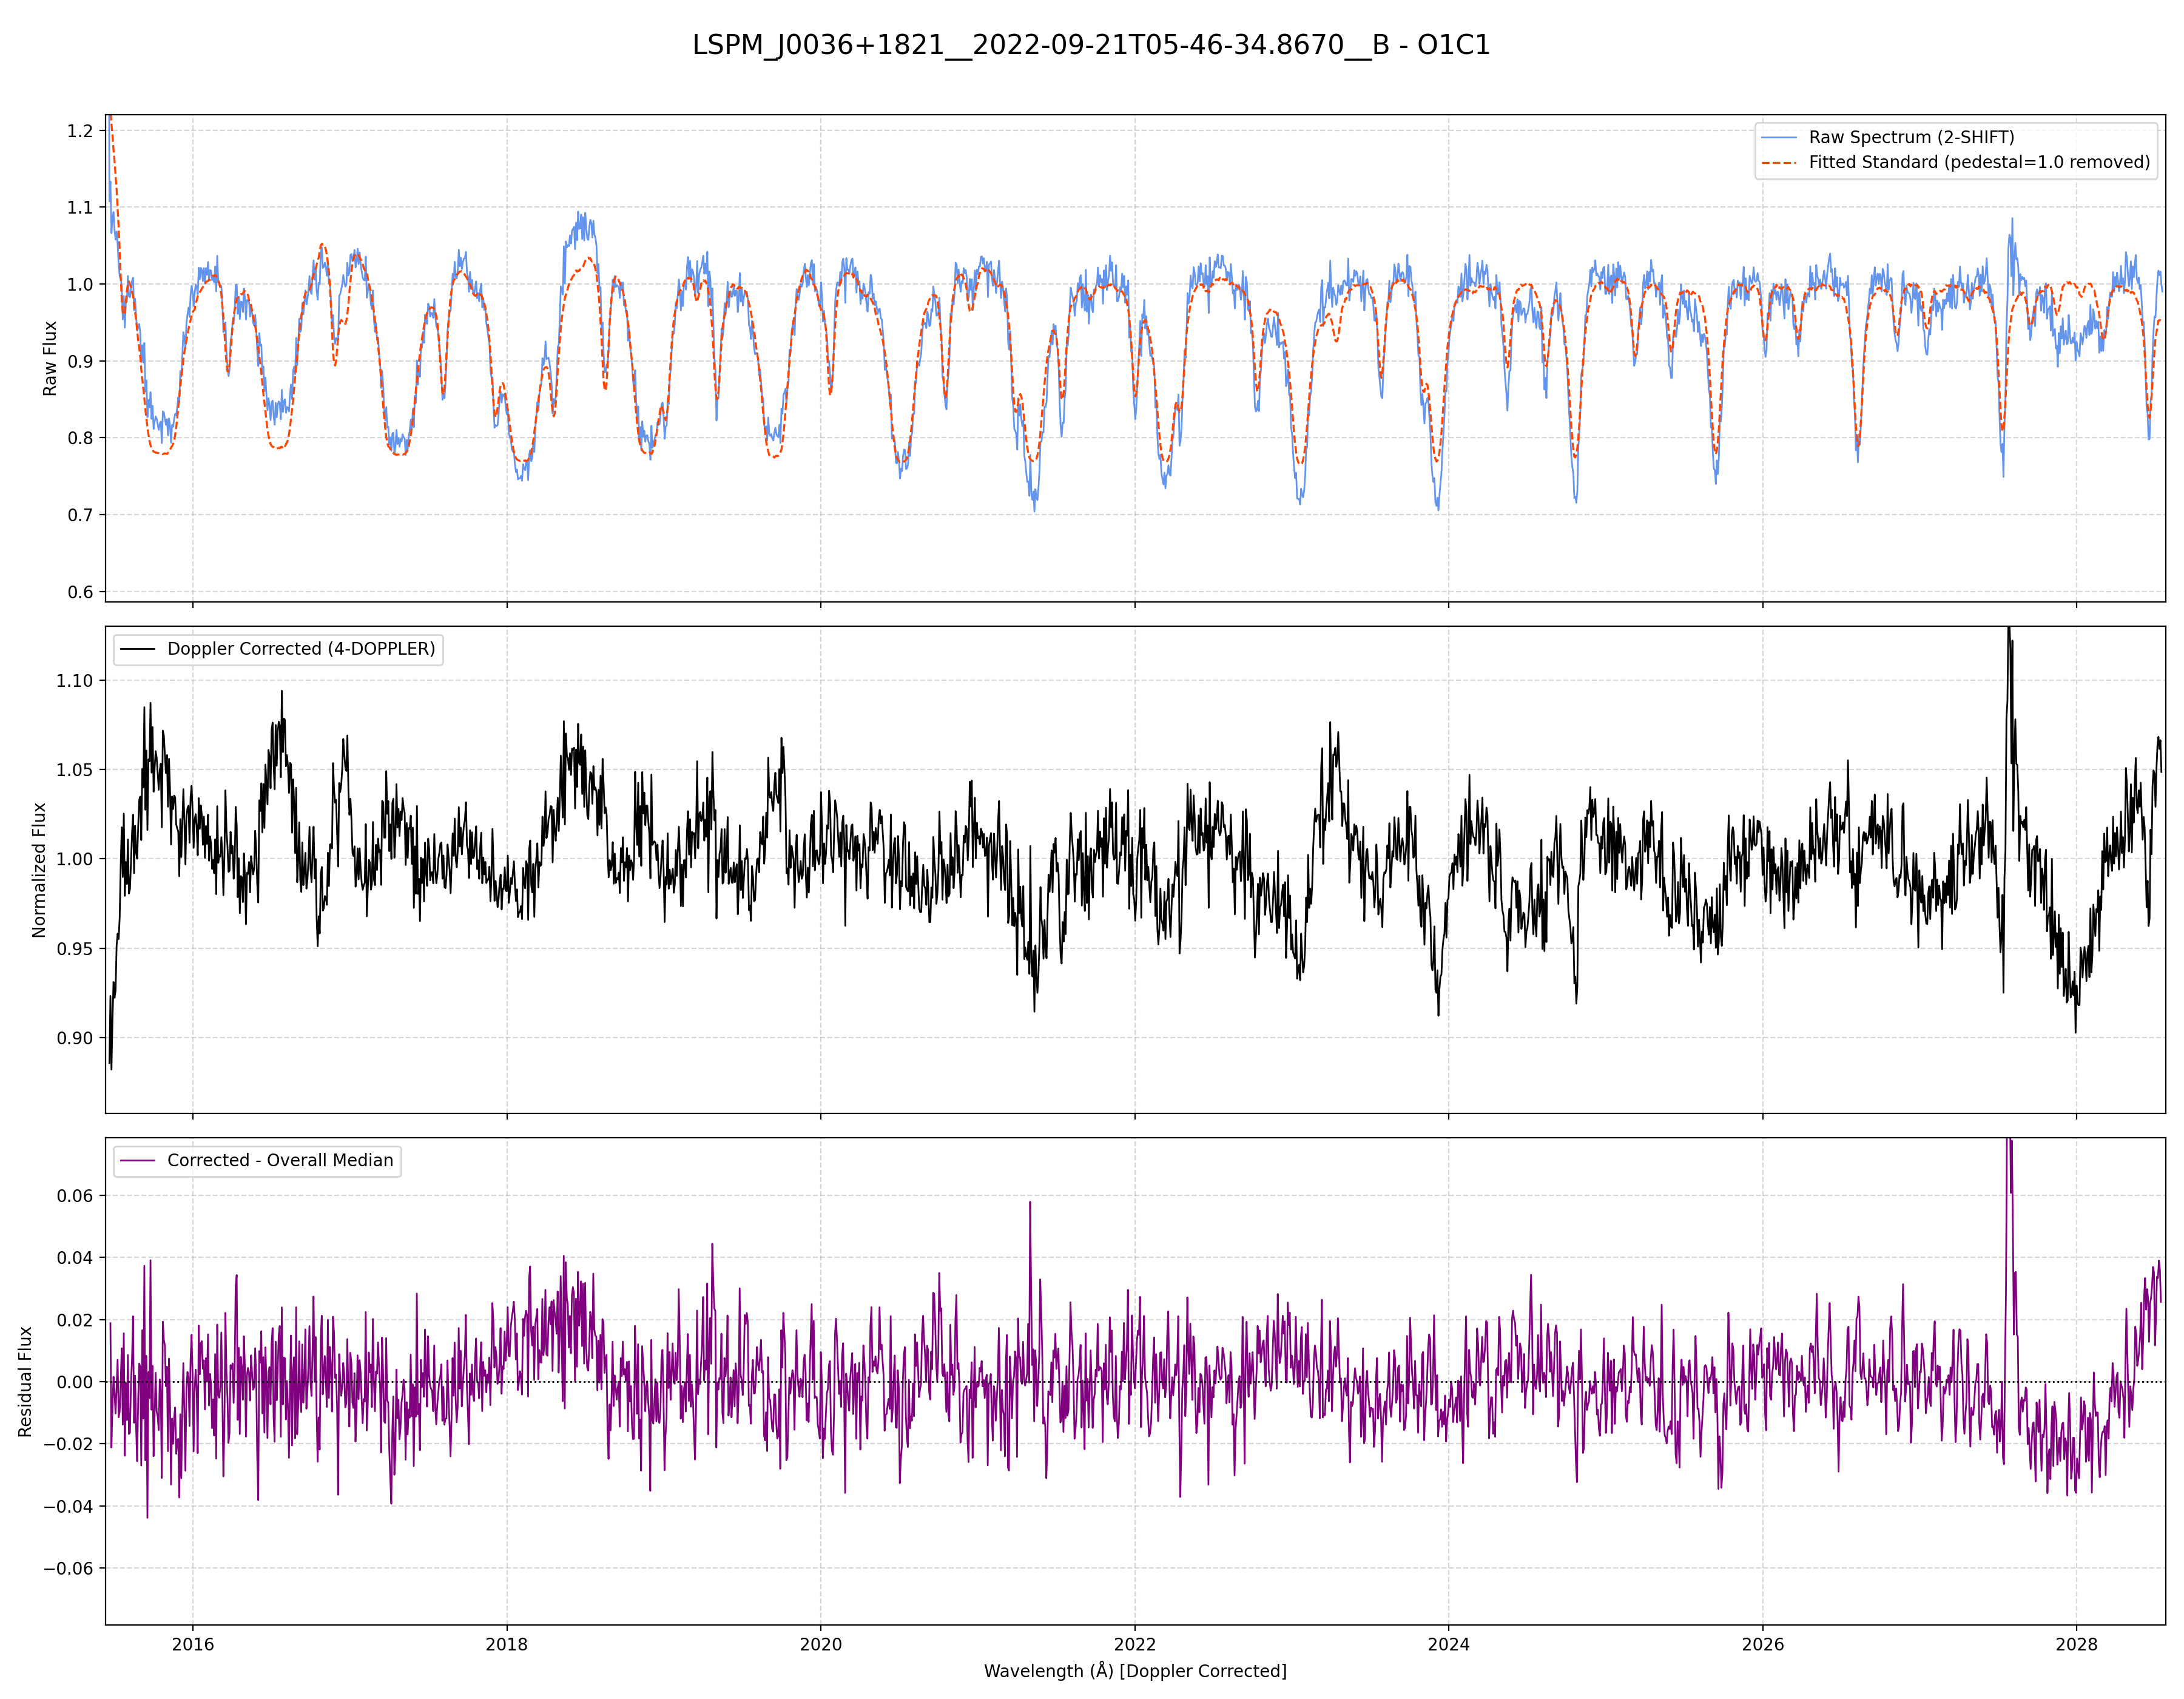 LSPM_J0036+1821__2022-09-21T05-46-34.8670__B - O1C1
Raw Flux
1.2
1.1
1.0
0.9
0.8
0.7
0.6
Raw Spectrum (2-SHIFT)
Fitted Standard (pedestal=1.0 removed)
Normalized Flux
1.10
1.05
1.00
0.95
0.90
Doppler Corrected (4-DOPPLER)
Residual Flux
0.06
0.04
0.02
0.00
−0.02
−0.04
−0.06
Corrected - Overall Median
2016 2018 2020 2022 2024 2026 2028
Wavelength (Å) [Doppler Corrected]